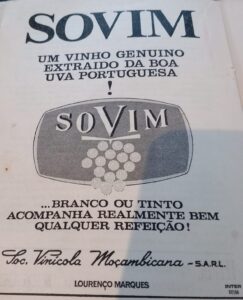 SOVIM
UM VINHO GENUINO
EXTRAIDO DA BOA
UVA PORTUGUESA
!
SOVIM
...BRANCO OU TINTO
ACOMPANHA REALMENTE BEM
QUALQUER REFEIÇÃO!
Soc. Vinícola Moçambicana - S.A.R.L.
LOURENÇO MARQUES
INTER